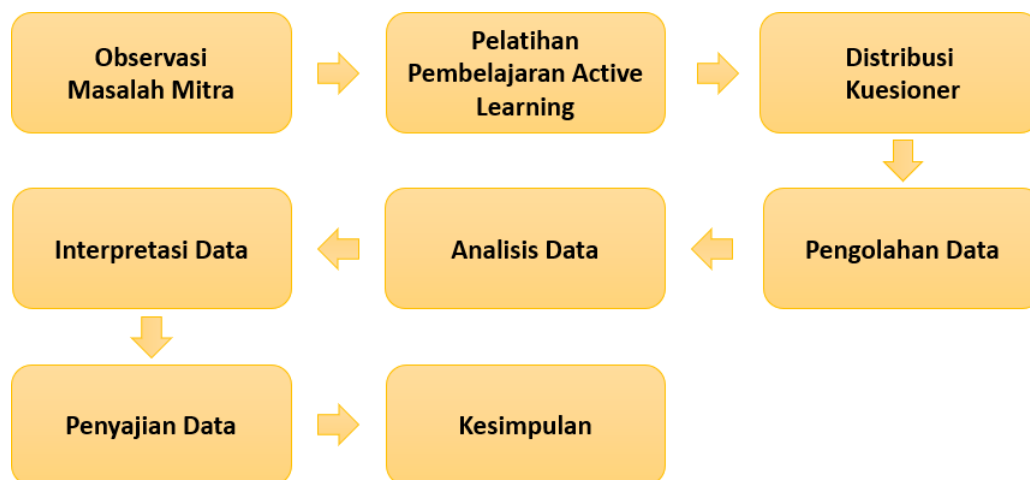 Observasi
Masalah Mitra
Pelatihan
Pembelajaran Active
Learning
Distribusi
Kuesioner
Pengolahan Data
Analisis Data
Interpretasi Data
Penyajian Data
Kesimpulan